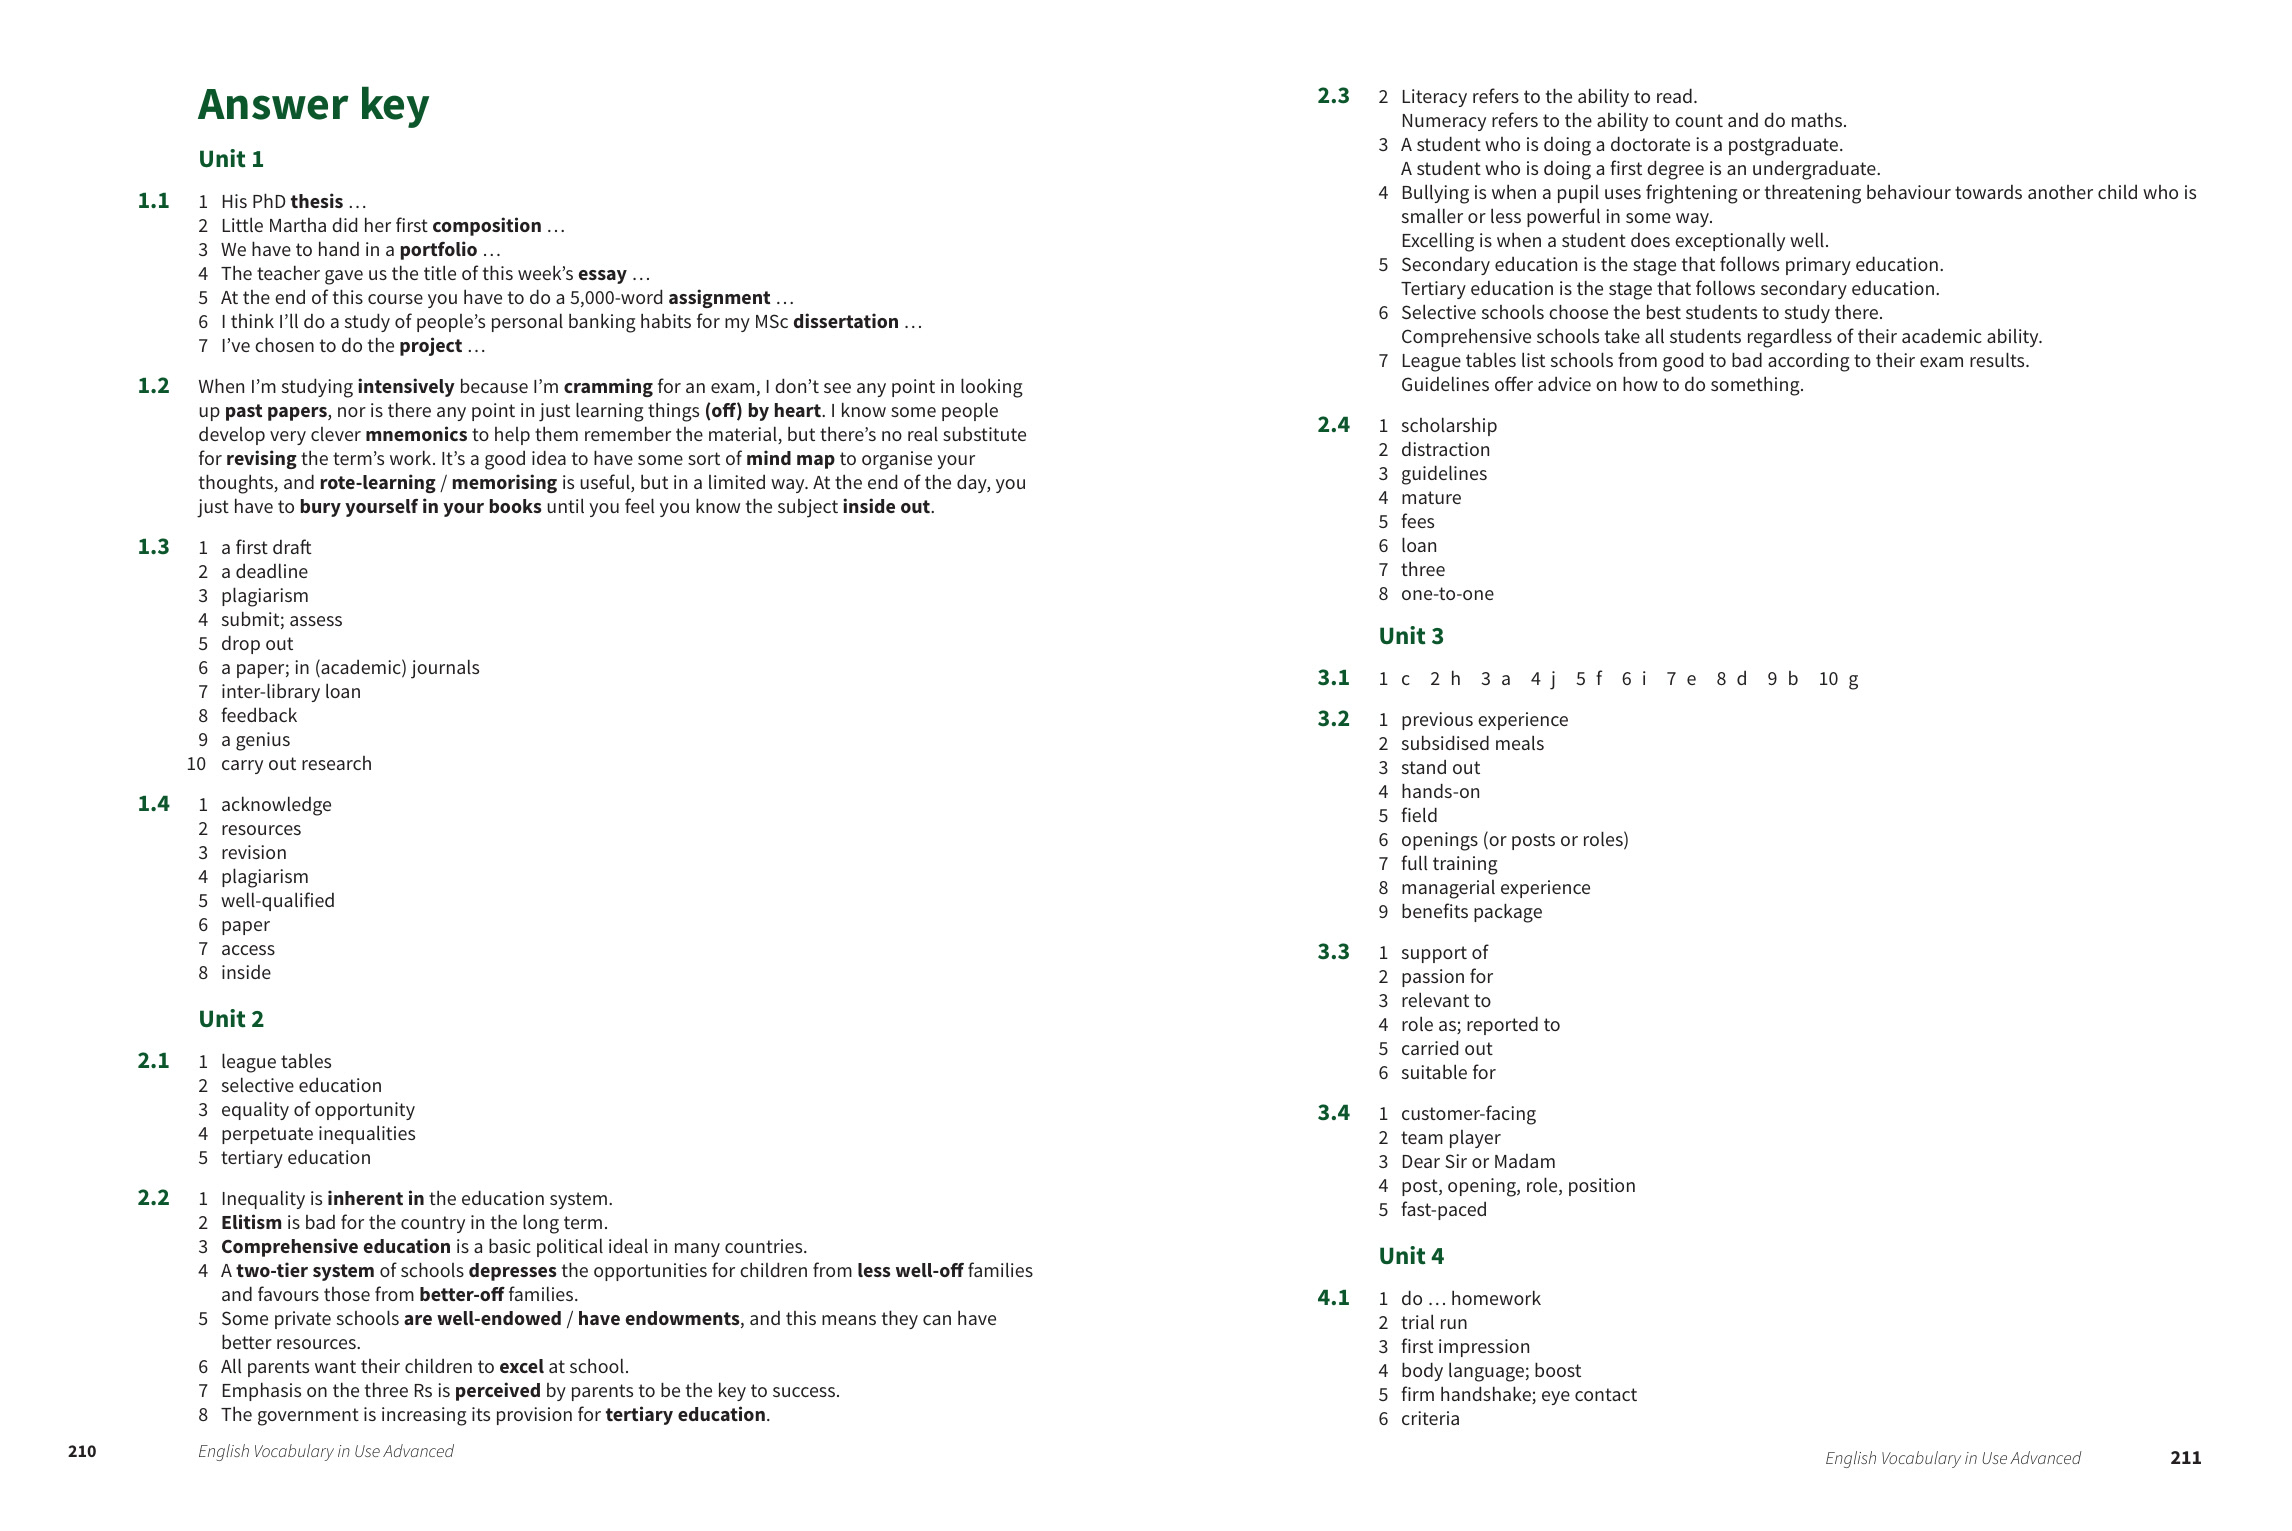 Answer key
Unit 1
1.1 1 His PhD thesis …
2 Little Martha did her first composition …
3 We have to hand in a portfolio …
4 The teacher gave us the title of this week’s essay …
5 At the end of this course you have to do a 5,000-word assignment …
6 I think I’ll do a study of people’s personal banking habits for my MSc dissertation …
7 I’ve chosen to do the project …
1.2 When I’m studying intensively because I’m cramming for an exam, I don’t see any point in looking
up past papers, nor is there any point in just learning things (off) by heart. I know some people
develop very clever mnemonics to help them remember the material, but there’s no real substitute
for revising the term’s work. It’s a good idea to have some sort of mind map to organise your
thoughts, and rote-learning / memorising is useful, but in a limited way. At the end of the day, you
just have to bury yourself in your books until you feel you know the subject inside out.
1.3 1 a first draft
2 a deadline
3 plagiarism
4 submit; assess
5 drop out
6 a paper; in (academic) journals
7 inter-library loan
8 feedback
9 a genius
10 carry out research
1.4 1 acknowledge
2 resources
3 revision
4 plagiarism
5 well-qualified
6 paper
7 access
8 inside
Unit 2
2.1 1 league tables
2 selective education
3 equality of opportunity
4 perpetuate inequalities
5 tertiary education
2.2 1 Inequality is inherent in the education system.
2 Elitism is bad for the country in the long term.
3 Comprehensive education is a basic political ideal in many countries.
4 A two-tier system of schools depresses the opportunities for children from less well-off families
and favours those from better-off families.
5 Some private schools are well-endowed / have endowments, and this means they can have
better resources.
6 All parents want their children to excel at school.
7 Emphasis on the three Rs is perceived by parents to be the key to success.
8 The government is increasing its provision for tertiary education.
210 English Vocabulary in Use Advanced
2.3 2 Literacy refers to the ability to read.
Numeracy refers to the ability to count and do maths.
3 A student who is doing a doctorate is a postgraduate.
A student who is doing a first degree is an undergraduate.
4 Bullying is when a pupil uses frightening or threatening behaviour towards another child who is
smaller or less powerful in some way.
Excelling is when a student does exceptionally well.
5 Secondary education is the stage that follows primary education.
Tertiary education is the stage that follows secondary education.
6 Selective schools choose the best students to study there.
Comprehensive schools take all students regardless of their academic ability.
7 League tables list schools from good to bad according to their exam results.
Guidelines offer advice on how to do something.
2.4 1 scholarship
2 distraction
3 guidelines
4 mature
5 fees
6 loan
7 three
8 one-to-one
Unit 3
3.1 1 c 2 h 3 a 4 j 5 f 6 i 7 e 8 d 9 b 10 g
3.2 1 previous experience
2 subsidised meals
3 stand out
4 hands-on
5 field
6 openings (or posts or roles)
7 full training
8 managerial experience
9 benefits package
3.3 1 support of
2 passion for
3 relevant to
4 role as; reported to
5 carried out
6 suitable for
3.4 1 customer-facing
2 team player
3 Dear Sir or Madam
4 post, opening, role, position
5 fast-paced
Unit 4
4.1 1 do … homework
2 trial run
3 first impression
4 body language; boost
5 firm handshake; eye contact
6 criteria
English Vocabulary in Use Advanced 211